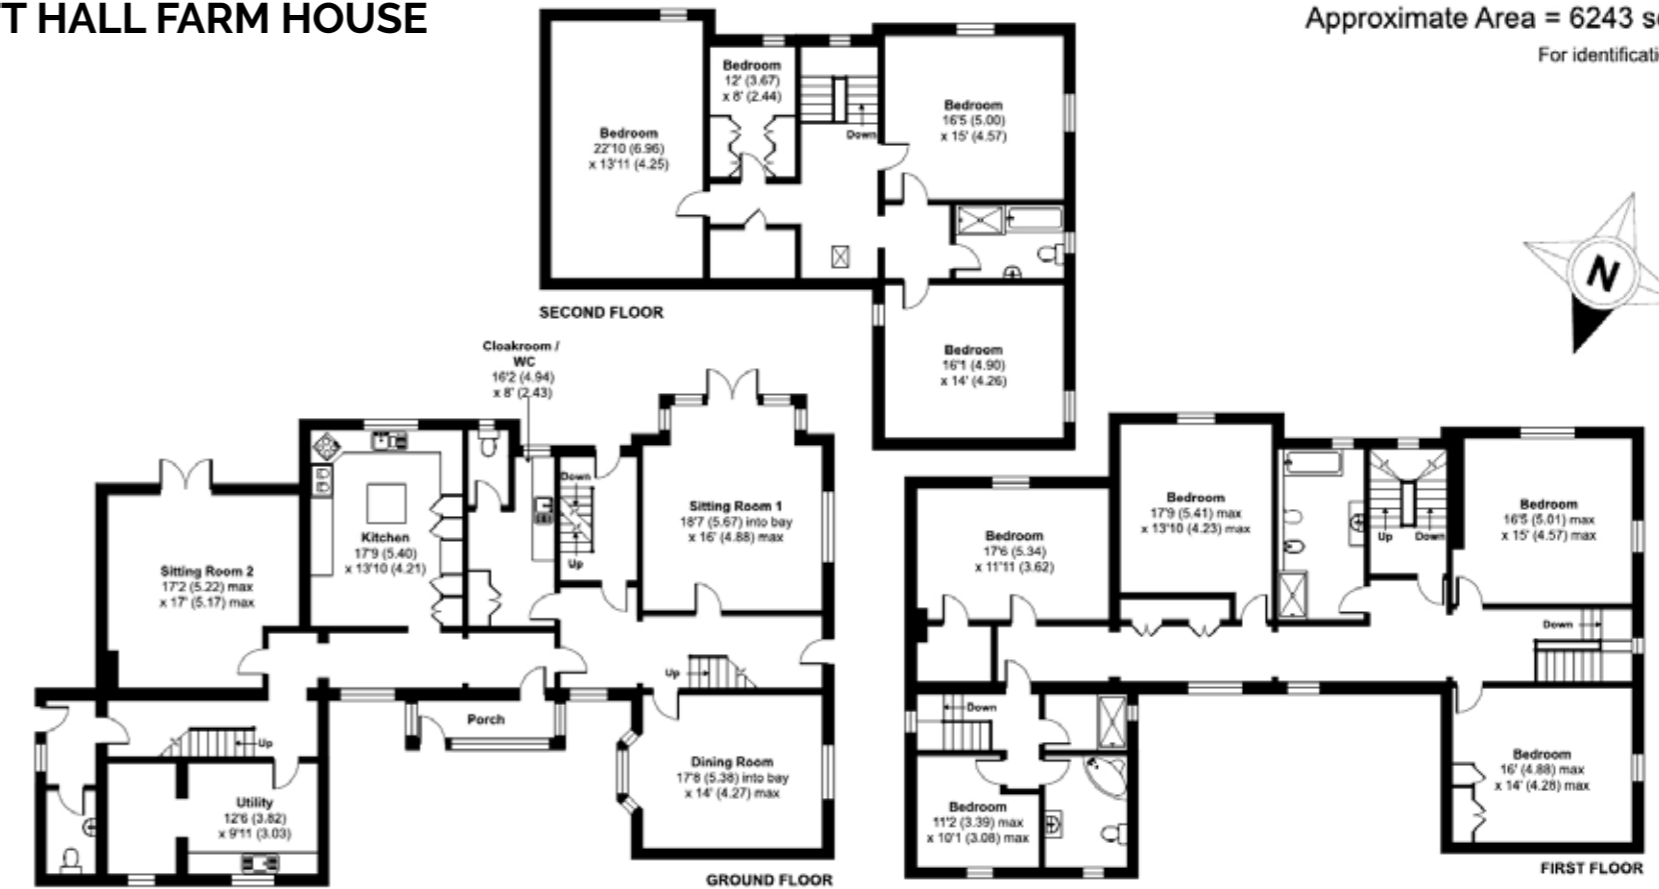 T HALL FARM HOUSE
Approximate Area = 6243 s
For identificati
Bedroom
22'10 (6.96)
x 13'11 (4.25)
Bedroom
12' (3.67)
x 8' (2.44)
Down
Bedroom
16'5 (5.00)
x 15' (4.57)
Bedroom
16'1 (4.90)
x 14' (4.26)
SECOND FLOOR
N
Cloakroom /
WC
16'2 (4.94)
x 8' (2.43)
Sitting Room 2
17'2 (5.22) max
x 17' (5.17) max
Kitchen
17'9 (5.40)
x 13'10 (4.21)
Down
Up
Sitting Room 1
18'7 (5.67) into bay
x 16' (4.88) max
Up
Porch
Up
Utility
12'6 (3.82)
x 9'11 (3.03)
Dining Room
17'8 (5.38) into bay
x 14' (4.27) max
GROUND FLOOR
Bedroom
17'6 (5.34)
x 11'11 (3.62)
Bedroom
17'9 (5.41) max
x 13'10 (4.23) max
Up
Down
Bedroom
16'5 (5.01) max
x 15' (4.57) max
Down
Down
Bedroom
11'2 (3.39) max
x 10'1 (3.08) max
Bedroom
16' (4.88) max
x 14' (4.28) max
FIRST FLOOR